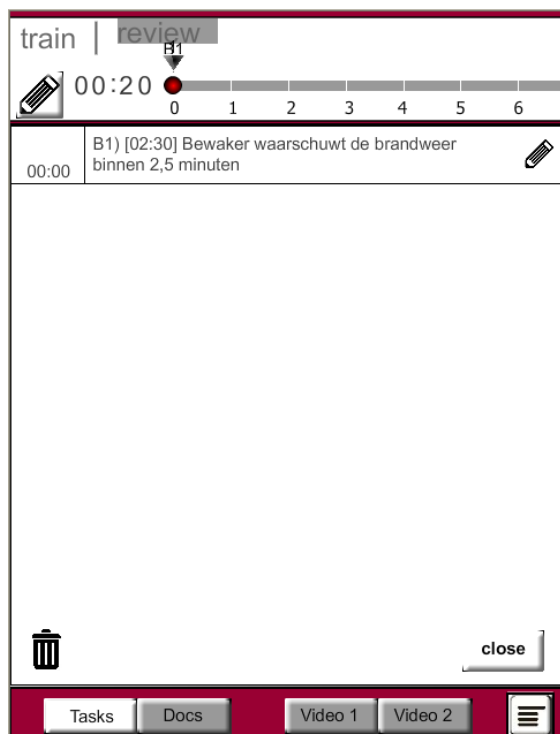 train | review
B1
00:20
0 1 2 3 4 5 6
B1) [02:30] Bewaker waarschuwt de brandweer
00:00 binnen 2,5 minuten
close
Tasks Docs Video 1 Video 2